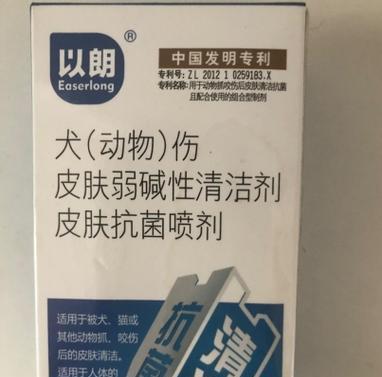 以朗
®
Easerlong
中国发明专利
专利号: ZL 2012 1 0259183.X
专利名称: 用于动物抓咬伤后皮肤清洁抗菌
且配合使用的组合型制剂
犬(动物)伤
皮肤弱碱性清洁剂
皮肤抗菌喷剂
适用于被犬、猫或
其他动物抓、咬伤
后的皮肤清洁。
适用于人体的
抗菌
清